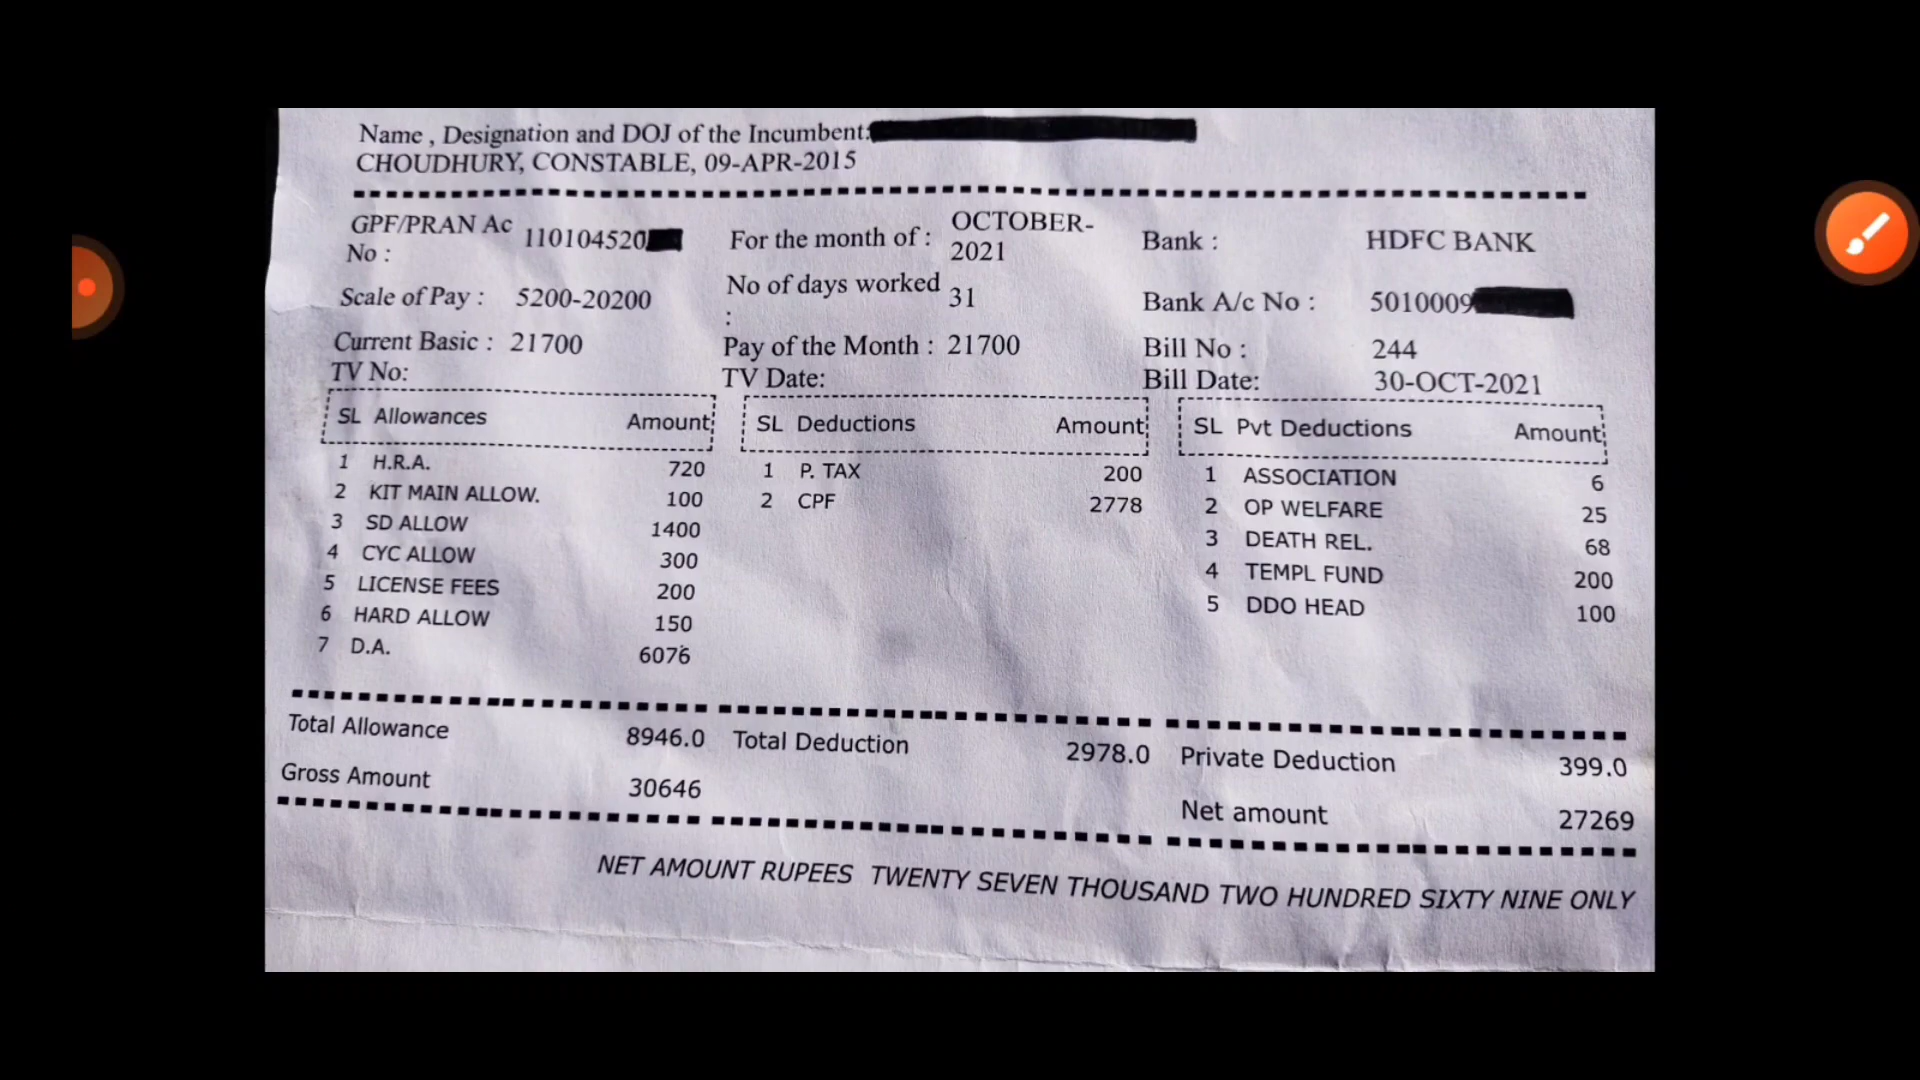 Name , Designation and DOJ of the Incumbent:
CHOUDHURY, CONSTABLE, 09-APR-2015
GPF/PRAN Ac No : 110104520 For the month of : OCTOBER-2021 Bank : HDFC BANK
Scale of Pay : 5200-20200 No of days worked : 31 Bank A/c No : 5010009
Current Basic : 21700 Pay of the Month : 21700 Bill No : 244
TV No: TV Date: Bill Date: 30-OCT-2021
SL Allowances Amount SL Deductions Amount SL Pvt Deductions Amount
1 H.R.A. 720 1 P. TAX 200 1 ASSOCIATION 6
2 KIT MAIN ALLOW. 100 2 CPF 2778 2 OP WELFARE 25
3 SD ALLOW 1400 3 DEATH REL. 68
4 CYC ALLOW 300 4 TEMPL FUND 200
5 LICENSE FEES 200 5 DDO HEAD 100
6 HARD ALLOW 150
7 D.A. 6076
Total Allowance 8946.0 Total Deduction 2978.0 Private Deduction 399.0
Gross Amount 30646 Net amount 27269
NET AMOUNT RUPEES TWENTY SEVEN THOUSAND TWO HUNDRED SIXTY NINE ONLY